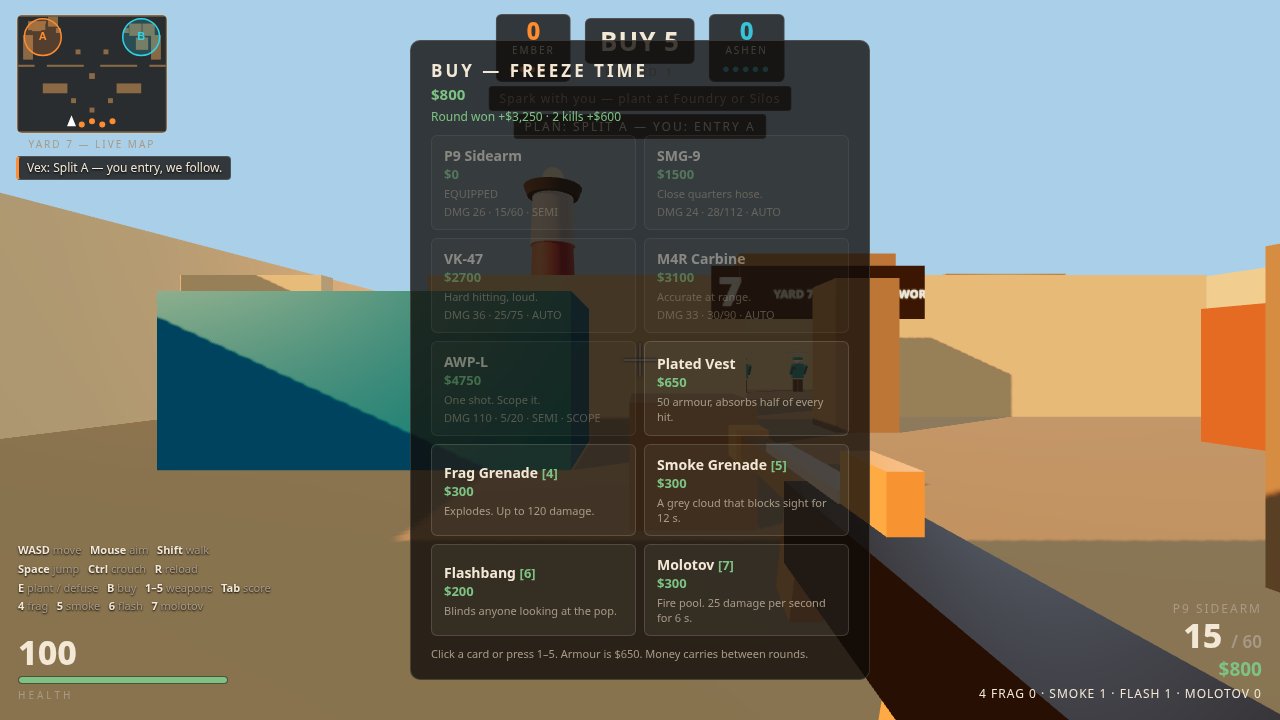 A
B
YARD 7 — LIVE MAP
Vex: Split A — you entry, we follow.
0
EMBER
BUY 5
0
ASHEN
Spark with you — plant at Foundry or Silos
PLAN: SPLIT A — YOU: ENTRY A
BUY — FREEZE TIME
$800
Round won +$3,250 · 2 kills +$600
P9 Sidearm
$0
EQUIPPED
DMG 26 · 15/60 · SEMI
SMG-9
$1500
Close quarters hose.
DMG 24 · 28/112 · AUTO
VK-47
$2700
Hard hitting, loud.
DMG 36 · 25/75 · AUTO
M4R Carbine
$3100
Accurate at range.
DMG 33 · 30/90 · AUTO
AWP-L
$4750
One shot. Scope it.
DMG 110 · 5/20 · SEMI · SCOPE
Plated Vest
$650
50 armour, absorbs half of every
hit.
Frag Grenade [4]
$300
Explodes. Up to 120 damage.
Smoke Grenade [5]
$300
A grey cloud that blocks sight for
12 s.
Flashbang [6]
$200
Blinds anyone looking at the pop.
Molotov [7]
$300
Fire pool. 25 damage per second
for 6 s.
Click a card or press 1–5. Armour is $650. Money carries between rounds.
7
YARD 7
WASD move Mouse aim Shift walk
Space jump Ctrl crouch R reload
E plant / defuse B buy 1–5 weapons Tab score
4 frag 5 smoke 6 flash 7 molotov
100
HEALTH
P9 SIDEARM
15 / 60
$800
4 FRAG 0 · SMOKE 1 · FLASH 1 · MOLOTOV 0